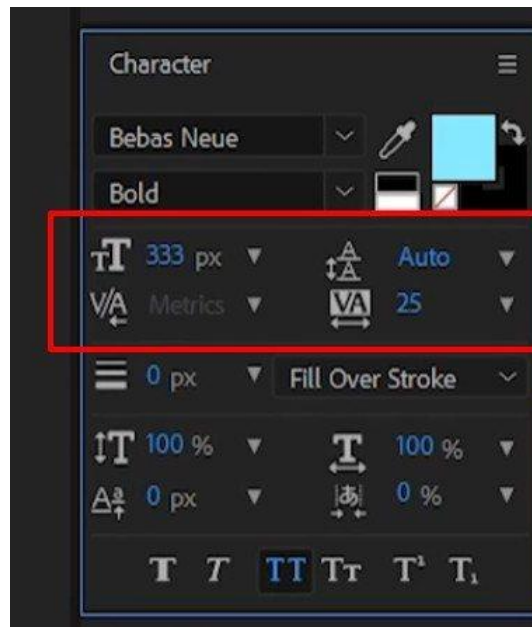 Character
Bebas Neue
Bold
333 px Auto
Metrics 25
0 px Fill Over Stroke
100 % 100 %
0 px 0 %
T T TT TT T¹ T₁